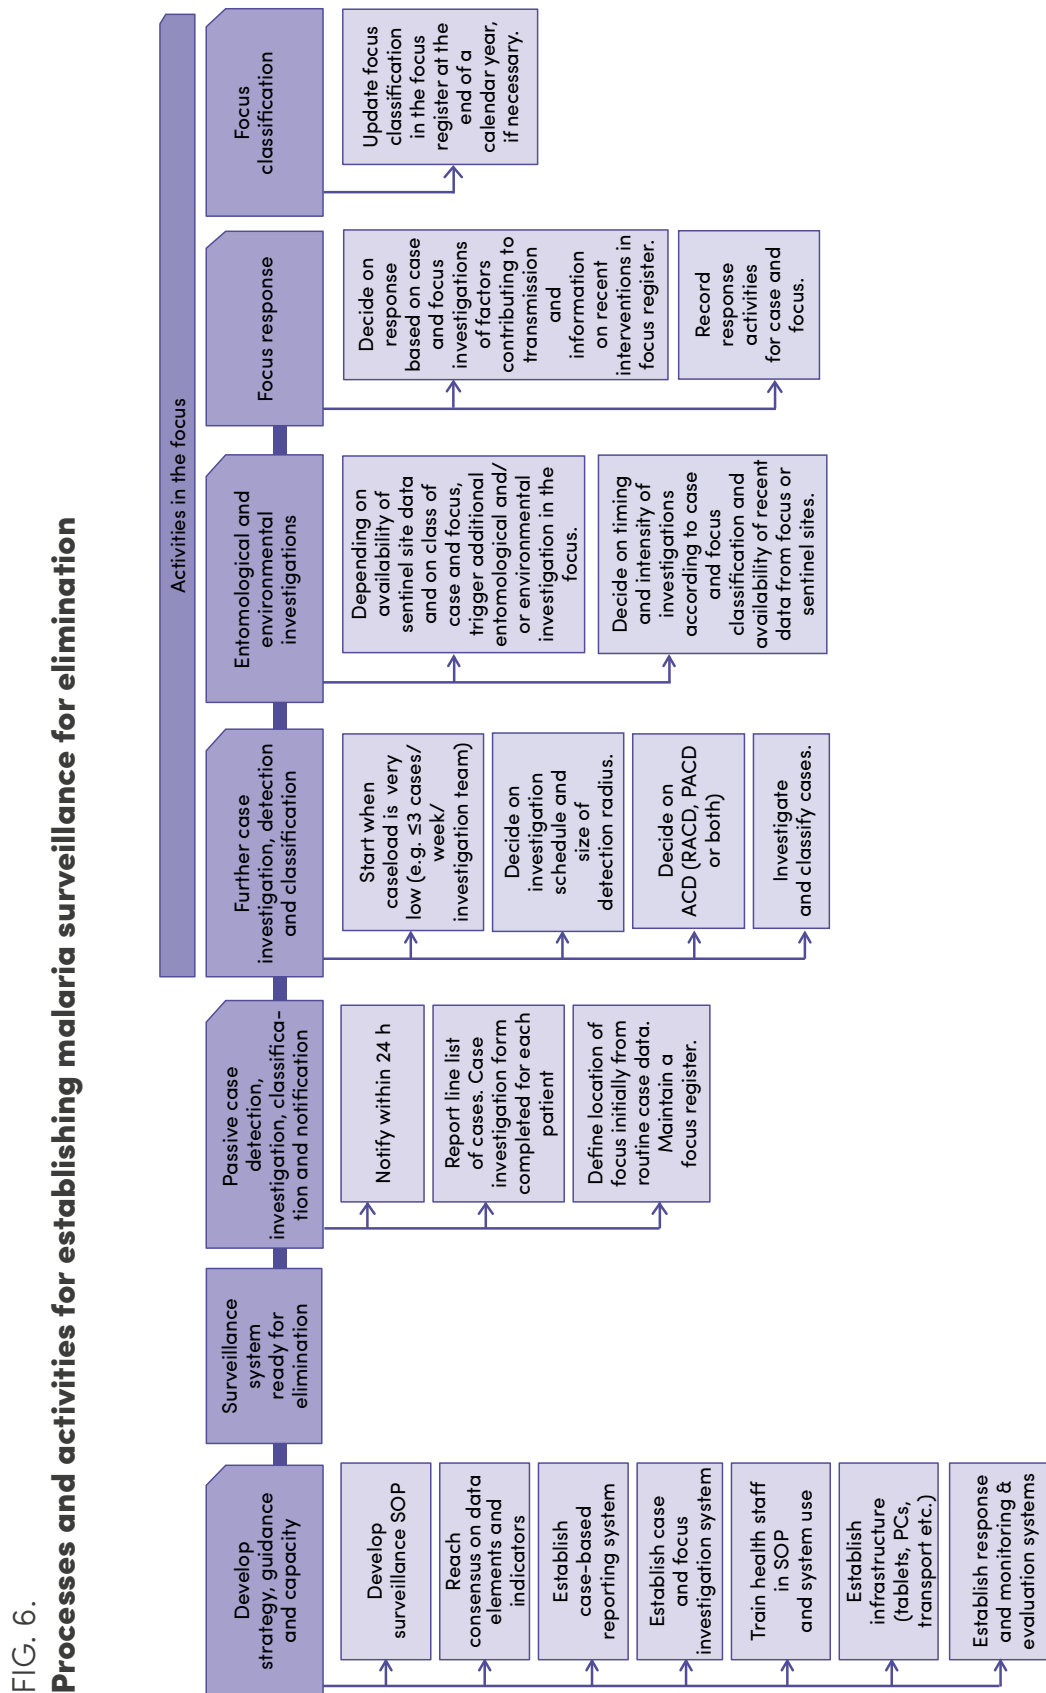 FIG. 6.
Processes and activities for establishing malaria surveillance for elimination
Activities in the focus
Develop
strategy, guidance
and capacity
Develop
surveillance SOP
Reach
consensus on data
elements and
indicators
Establish
case-based
reporting system
Establish case
and focus
investigation system
Train health staff
in SOP
and system use
Establish
infrastructure
(tablets, PCs,
transport etc.)
Establish response
and monitoring &
evaluation systems
Surveillance
system
ready for
elimination
Passive case
detection,
investigation, classifica-
tion and notification
Notify within 24 h
Report line list
of cases. Case
investigation form
completed for each
patient
Define location of
focus initially from
routine case data.
Maintain a
focus register.
Further case
investigation, detection
and classification
Start when
caseload is very
low (e.g. ≤3 cases/
week/
investigation team)
Decide on
investigation
schedule and
size of
detection radius.
Decide on
ACD (RACD, PACD
or both)
Investigate
and classify cases.
Entomological and
environmental
investigations
Depending on
availability of
sentinel site data
and on class of
case and focus,
trigger additional
entomological and/
or environmental
investigation in the
focus.
Decide on timing
and intensity of
investigations
according to case
and focus
classification and
availability of recent
data from focus or
sentinel sites.
Focus response
Decide on
response
based on case
and focus
investigations
of factors
contributing to
transmission
and
information
on recent
interventions in
focus register.
Record
response
activities
for case and
focus.
Focus
classification
Update focus
classification
in the focus
register at the
end of a
calendar year,
if necessary.